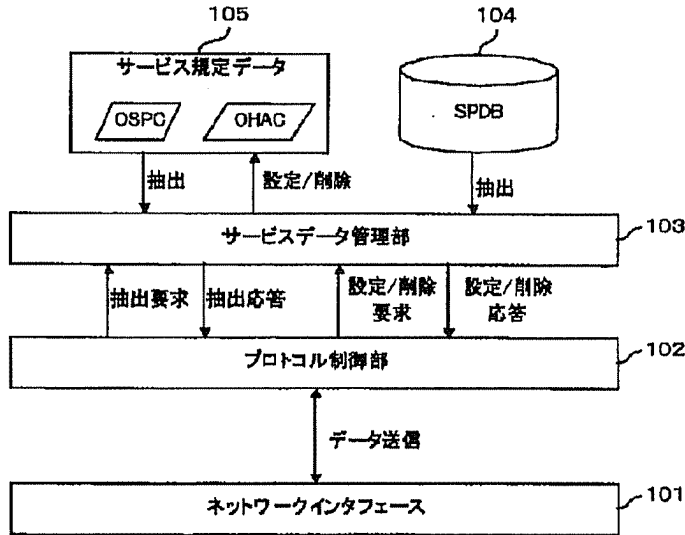 105
104
サービス規定データ
OSPC
OHAC
SPDB
抽出
設定/削除
抽出
サービスデータ管理部
103
抽出要求
抽出応答
設定/削除
要求
設定/削除
応答
プロトコル制御部
102
データ送信
ネットワークインタフェース
101